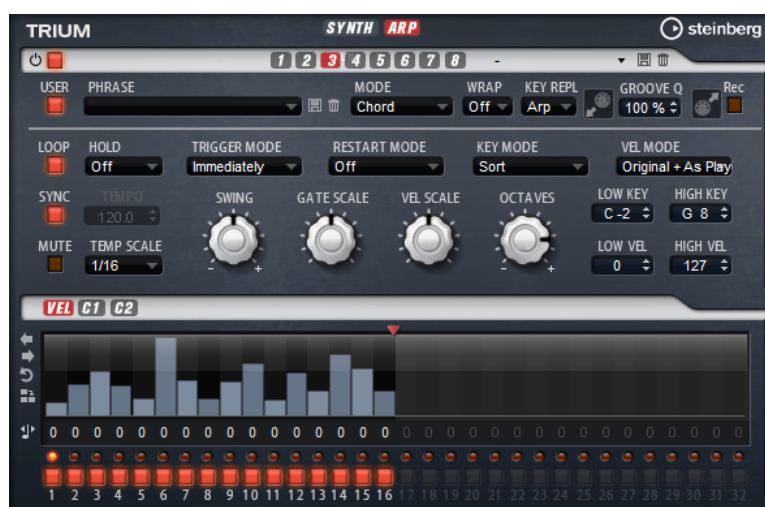 TRIUM SYNTH ARP steinberg
1 2 3 4 5 6 7 8 -
USER PHRASE MODE WRAP KEY REPL GROOVE Q Rec
Chord Off Arp 100 %
LOOP HOLD TRIGGER MODE RESTART MODE KEY MODE VEL MODE
Off Immediately Off Sort Original + As Play
SYNC TEMPO SWING GATE SCALE VEL SCALE OCTAVES LOW KEY HIGH KEY
120.0 C -2 G 8
MUTE TEMP SCALE - + - + LOW VEL HIGH VEL
1/16 0 127
VEL C1 C2
0 0 0 0 0 0 0 0 0 0 0 0 0 0 0 0 0 0 0 0 0 0 0 0 0 0 0 0 0 0 0 0
1 2 3 4 5 6 7 8 9 10 11 12 13 14 15 16 17 18 19 20 21 22 23 24 25 26 27 28 29 30 31 32